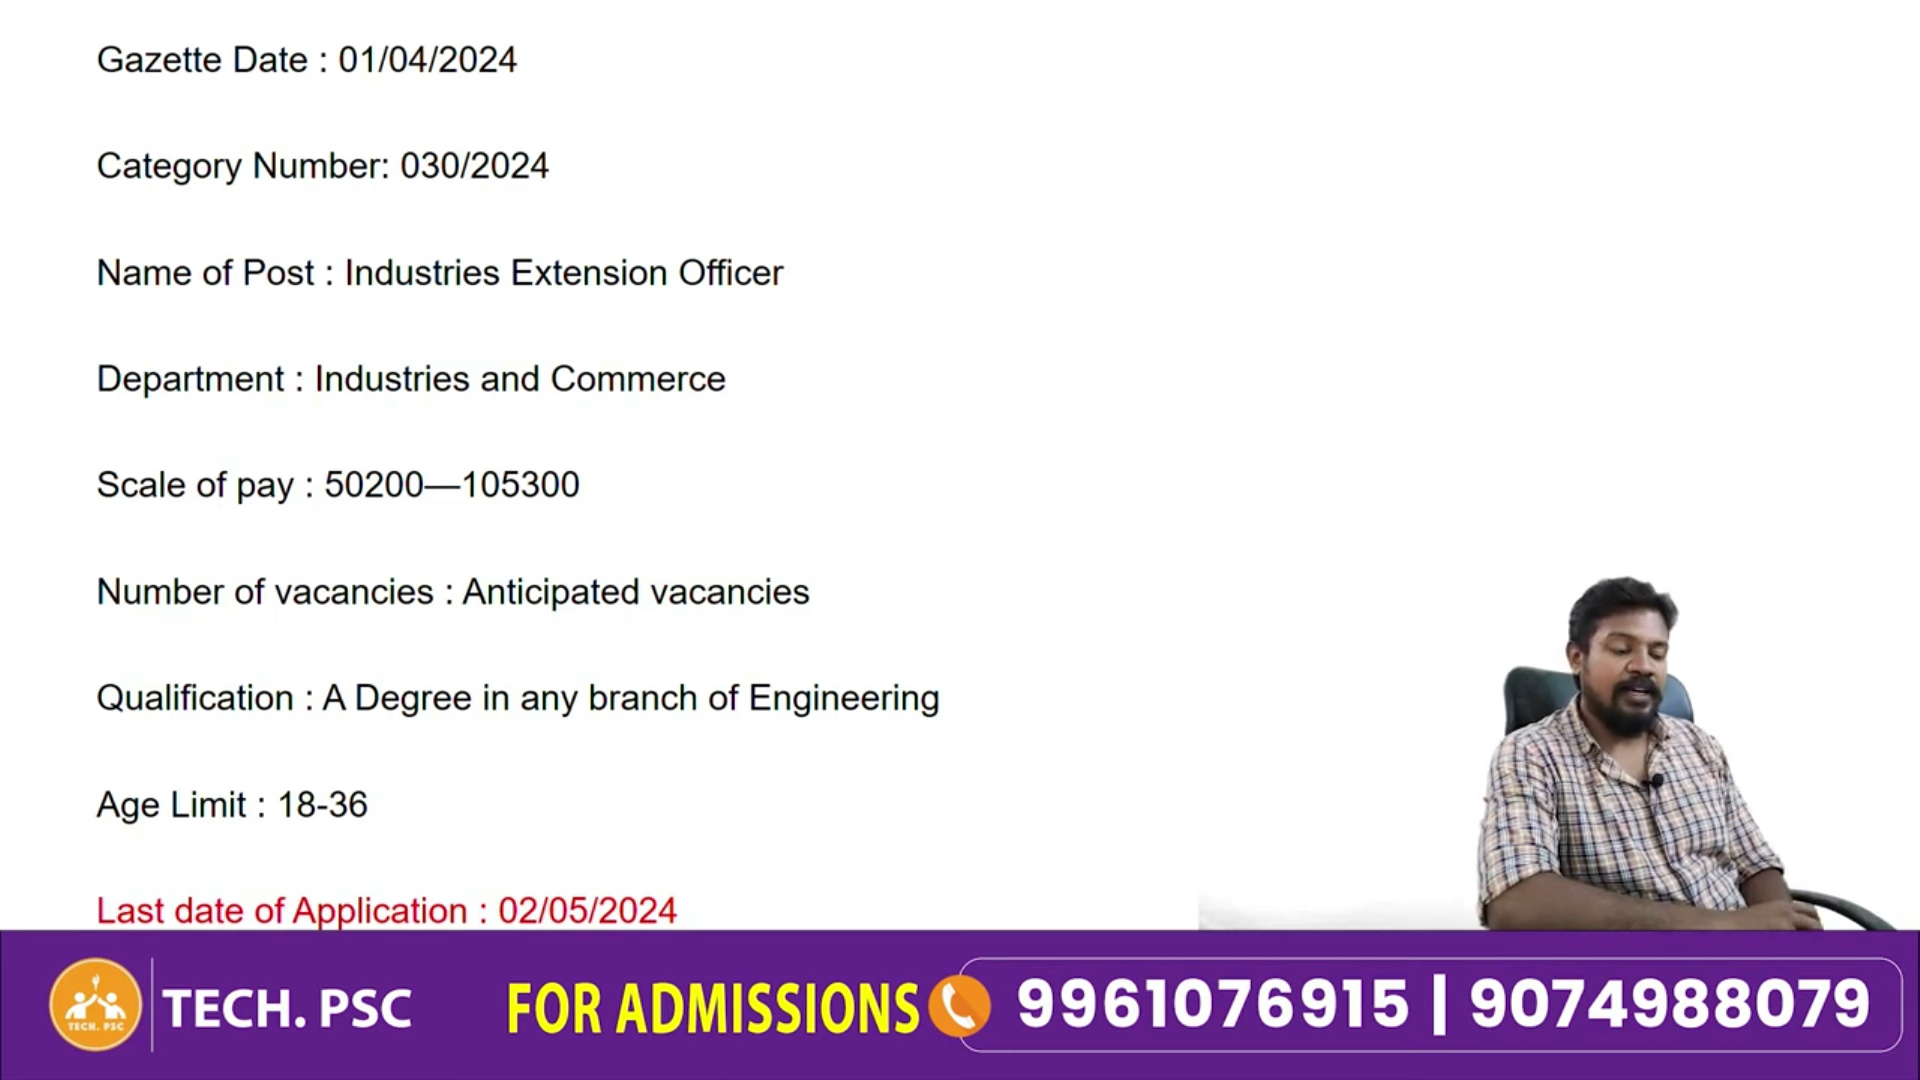 Gazette Date : 01/04/2024
Category Number: 030/2024
Name of Post : Industries Extension Officer
Department : Industries and Commerce
Scale of pay : 50200—105300
Number of vacancies : Anticipated vacancies
Qualification : A Degree in any branch of Engineering
Age Limit : 18-36
Last date of Application : 02/05/2024
TECH. PSC
TECH. PSC
FOR ADMISSIONS
9961076915 | 9074988079